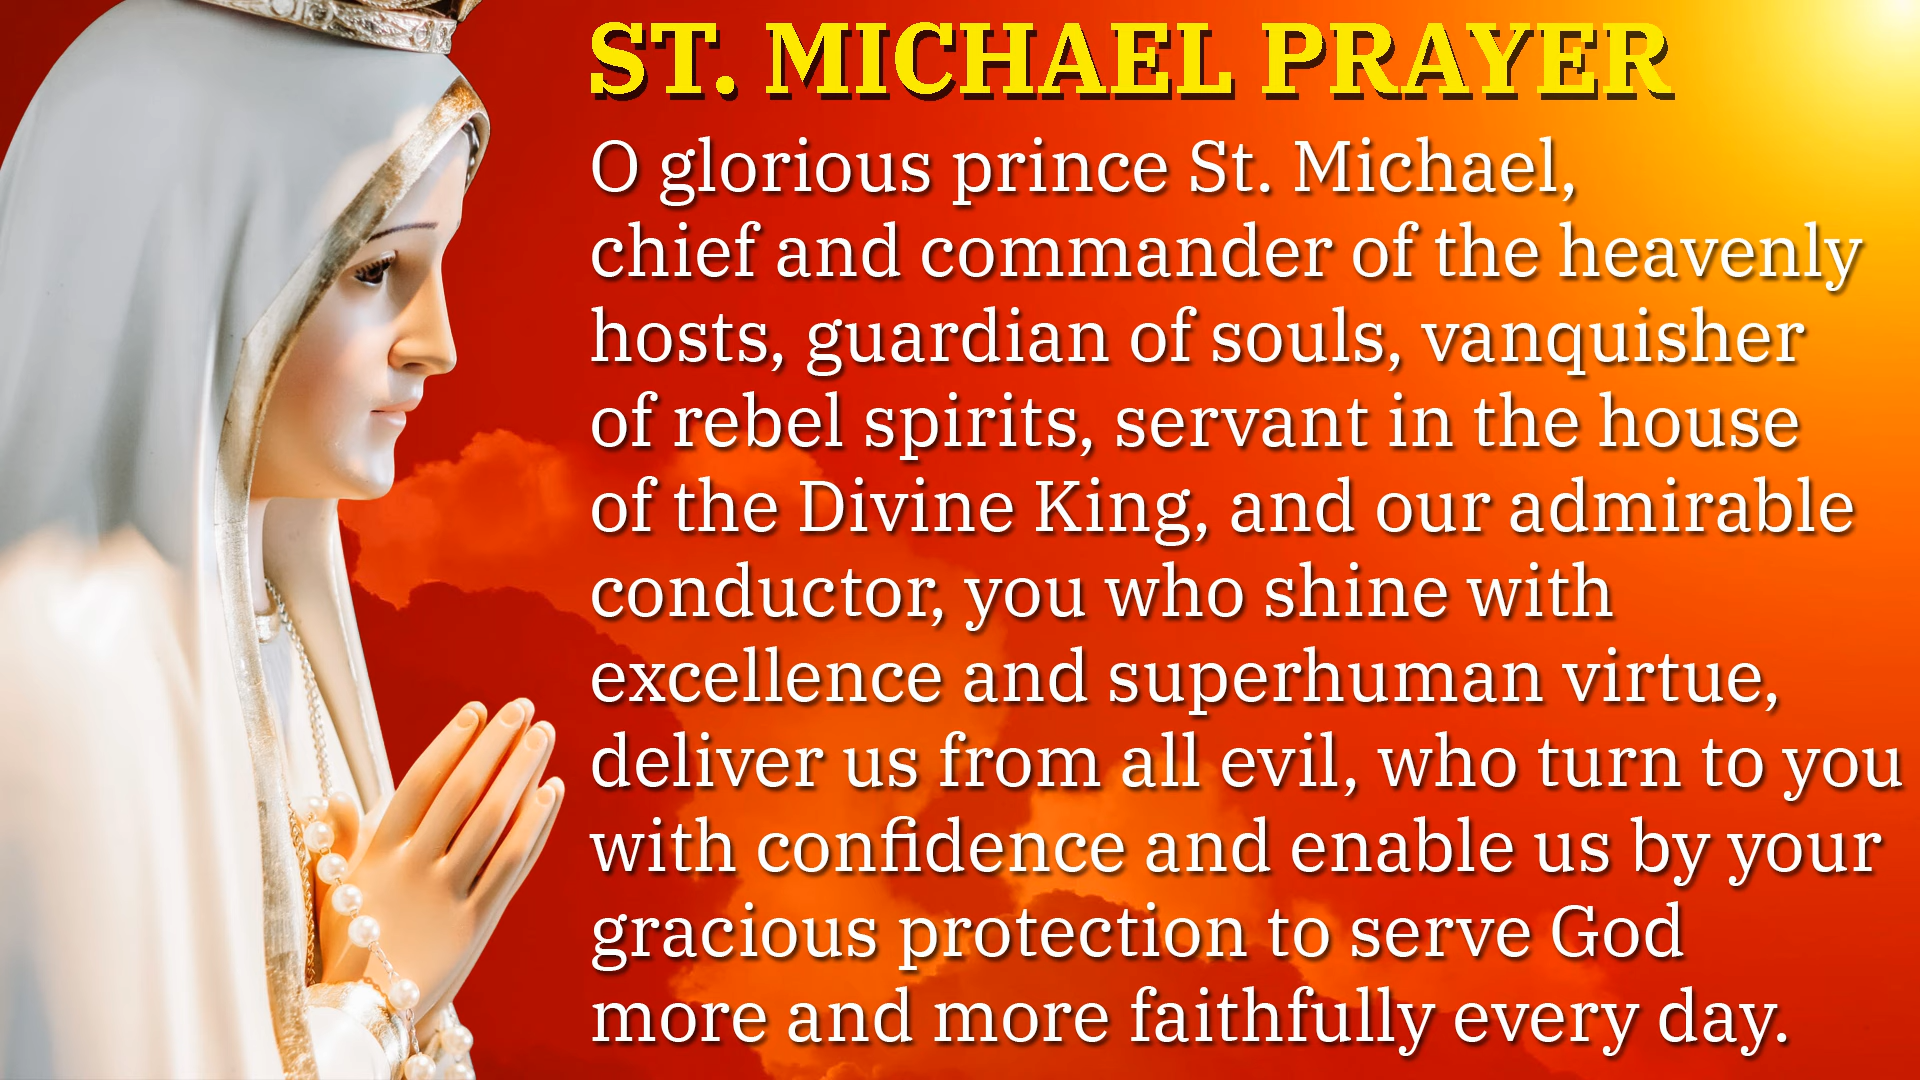 ST. MICHAEL PRAYER
O glorious prince St. Michael,
chief and commander of the heavenly
hosts, guardian of souls, vanquisher
of rebel spirits, servant in the house
of the Divine King, and our admirable
conductor, you who shine with
excellence and superhuman virtue,
deliver us from all evil, who turn to you
with confidence and enable us by your
gracious protection to serve God
more and more faithfully every day.